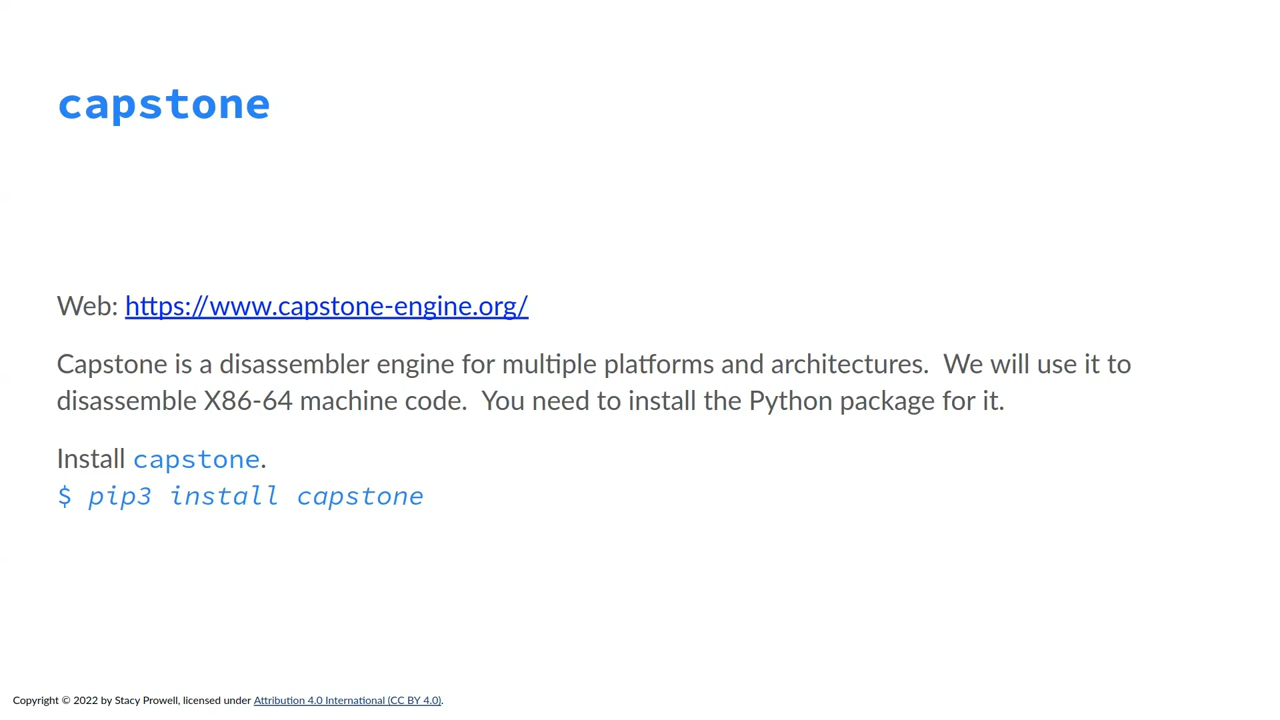 capstone
Web: https://www.capstone-engine.org/
Capstone is a disassembler engine for multiple platforms and architectures.  We will use it to
disassemble X86-64 machine code.  You need to install the Python package for it.
Install capstone.
$ pip3 install capstone
Copyright © 2022 by Stacy Prowell, licensed under Attribution 4.0 International (CC BY 4.0).